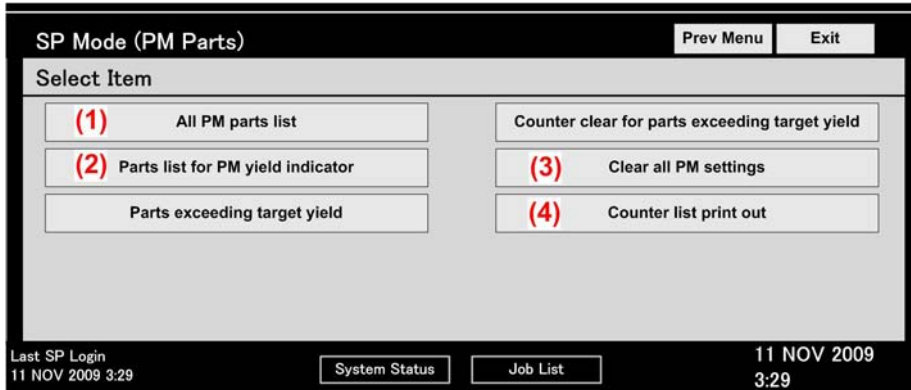 SP Mode (PM Parts)
Prev Menu
Exit
Select Item
(1) All PM parts list
Counter clear for parts exceeding target yield
(2) Parts list for PM yield indicator
(3) Clear all PM settings
Parts exceeding target yield
(4) Counter list print out
Last SP Login
11 NOV 2009 3:29
System Status
Job List
11 NOV 2009
3:29